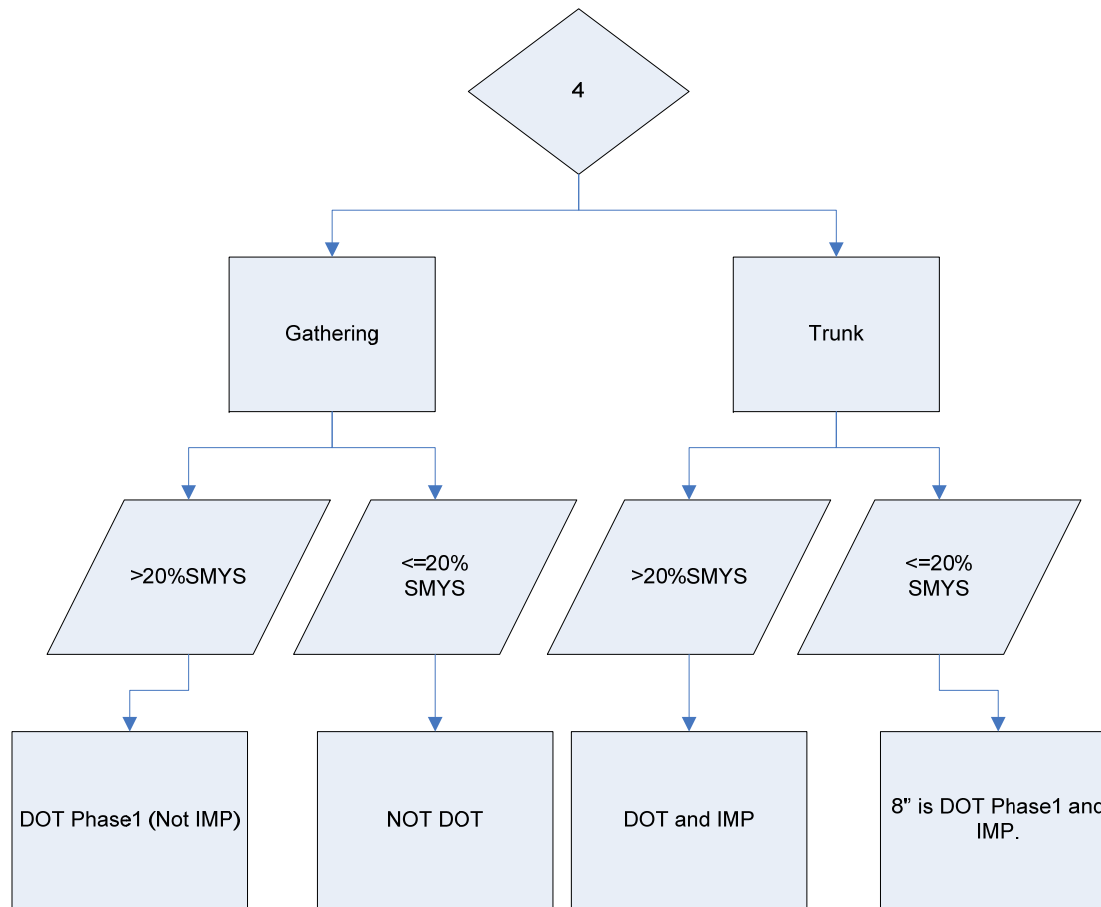 4
Gathering
Trunk
>20%SMYS
<=20%
SMYS
>20%SMYS
<=20%
SMYS
DOT Phase1 (Not IMP)
NOT DOT
DOT and IMP
8" is DOT Phase1 and
IMP.